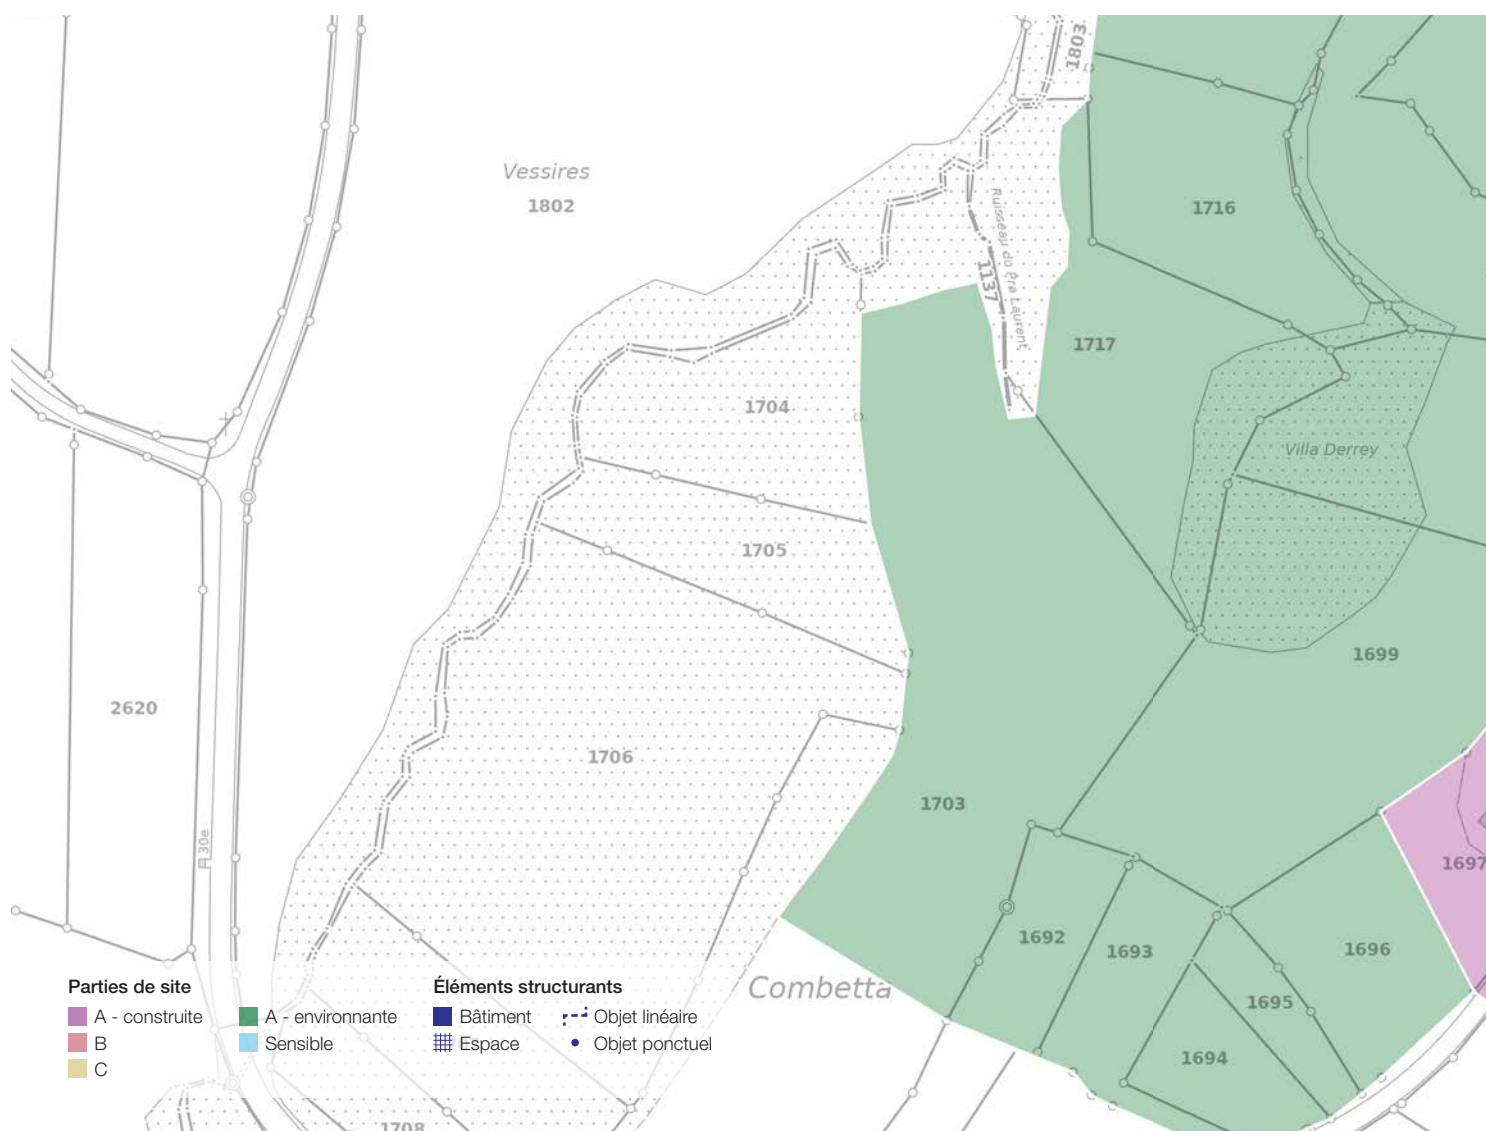 1803
Vessires
1802
1716
Ruisseau du Pra Laurent
1137
1717
1704
Villa Derrey
1705
1699
2620
1706
1703
30e
1697
1692
1693
1696
Combetta
1695
1694
Parties de site
A - construite
B
C
A - environnante
Sensible
Éléments structurants
Bâtiment
Espace
Objet linéaire
Objet ponctuel
1708